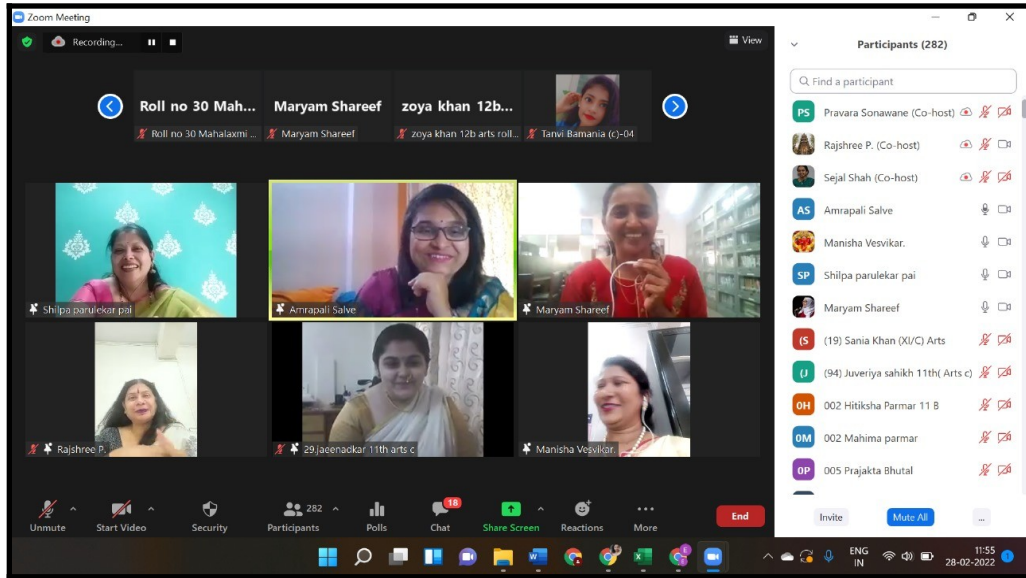 Zoom Meeting
Recording...
View
Roll no 30 Mah...
Maryam Shareef
zoya khan 12b...
Roll no 30 Mahalaxmi ...
Maryam Shareef
zoya khan 12b arts roll...
Tanvi Bamania (c)-04
Shilpa parulekar pai
Amrapali Salve
Maryam Shareef
Rajshree P.
29.jaeenadkar 11th arts c
Manisha Vesvikar.
Unmute
Start Video
Security
282
Participants
Polls
18
Chat
Share Screen
Reactions
More
End
Participants (282)
Find a participant
PS Pravara Sonawane (Co-host)
Rajshree P. (Co-host)
Sejal Shah (Co-host)
AS Amrapali Salve
Manisha Vesvikar.
SP Shilpa parulekar pai
Maryam Shareef
(S (19) Sania Khan (XI/C) Arts
(J (94) Juveriya sahikh 11th( Arts c)
0H 002 Hitiksha Parmar 11 B
0M 002 Mahima parmar
0P 005 Prajakta Bhutal
Invite
Mute All
...
ENG
IN
11:55
28-02-2022
1